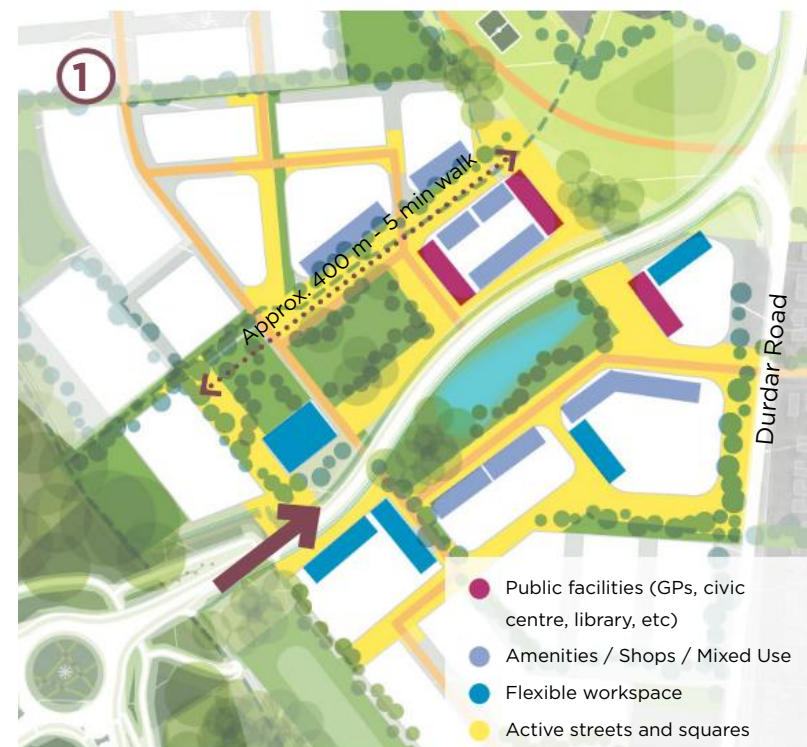 1
Approx. 400 m - 5 min walk
Durdar Road
Public facilities (GPs, civic
centre, library, etc)
Amenities / Shops / Mixed Use
Flexible workspace
Active streets and squares